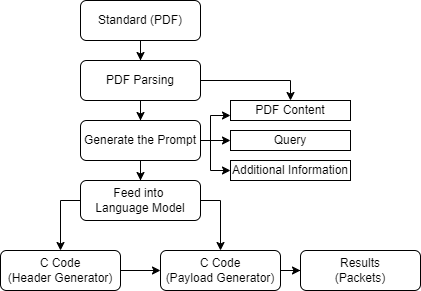 Standard (PDF)
PDF Parsing
PDF Content
Generate the Prompt
Query
Additional Information
Feed into
Language Model
C Code
(Header Generator)
C Code
(Payload Generator)
Results
(Packets)